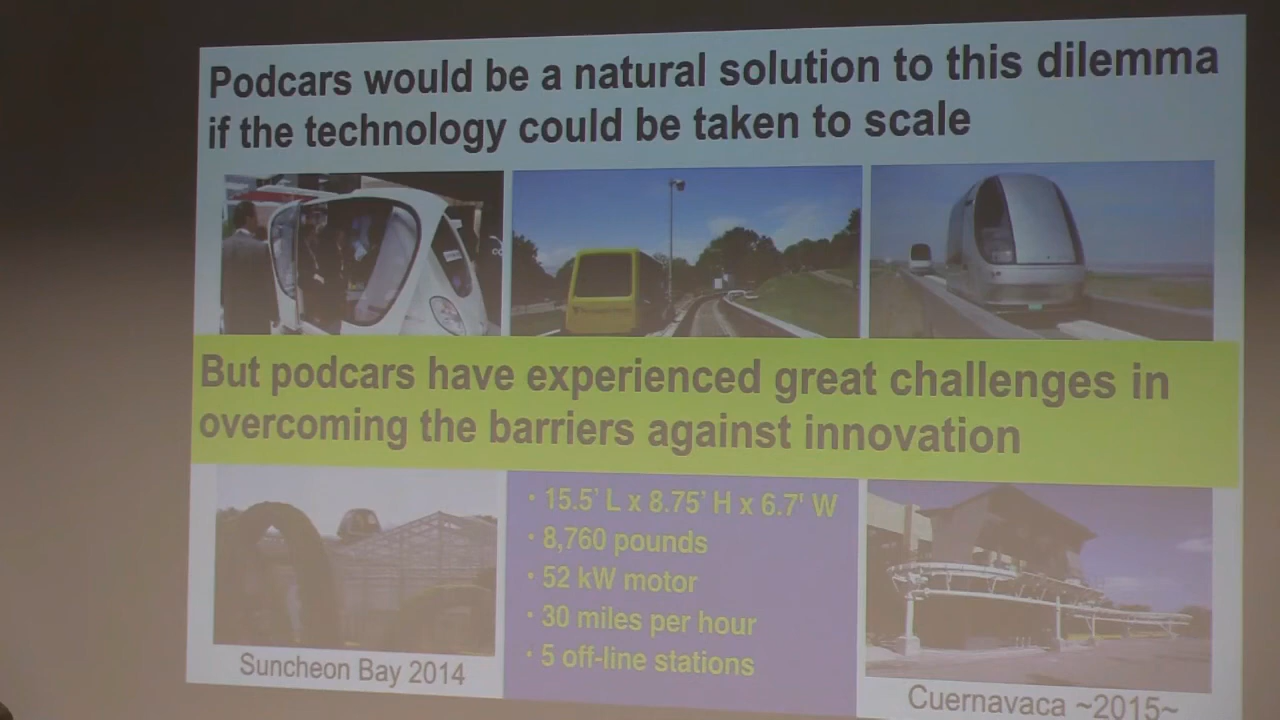 Podcars would be a natural solution to this dilemma
if the technology could be taken to scale
But podcars have experienced great challenges in
overcoming the barriers against innovation
• 15.5' L x 8.75' H x 6.7' W
• 8,760 pounds
• 52 kW motor
• 30 miles per hour
• 5 off-line stations
Suncheon Bay 2014
Cuernavaca ~2015~